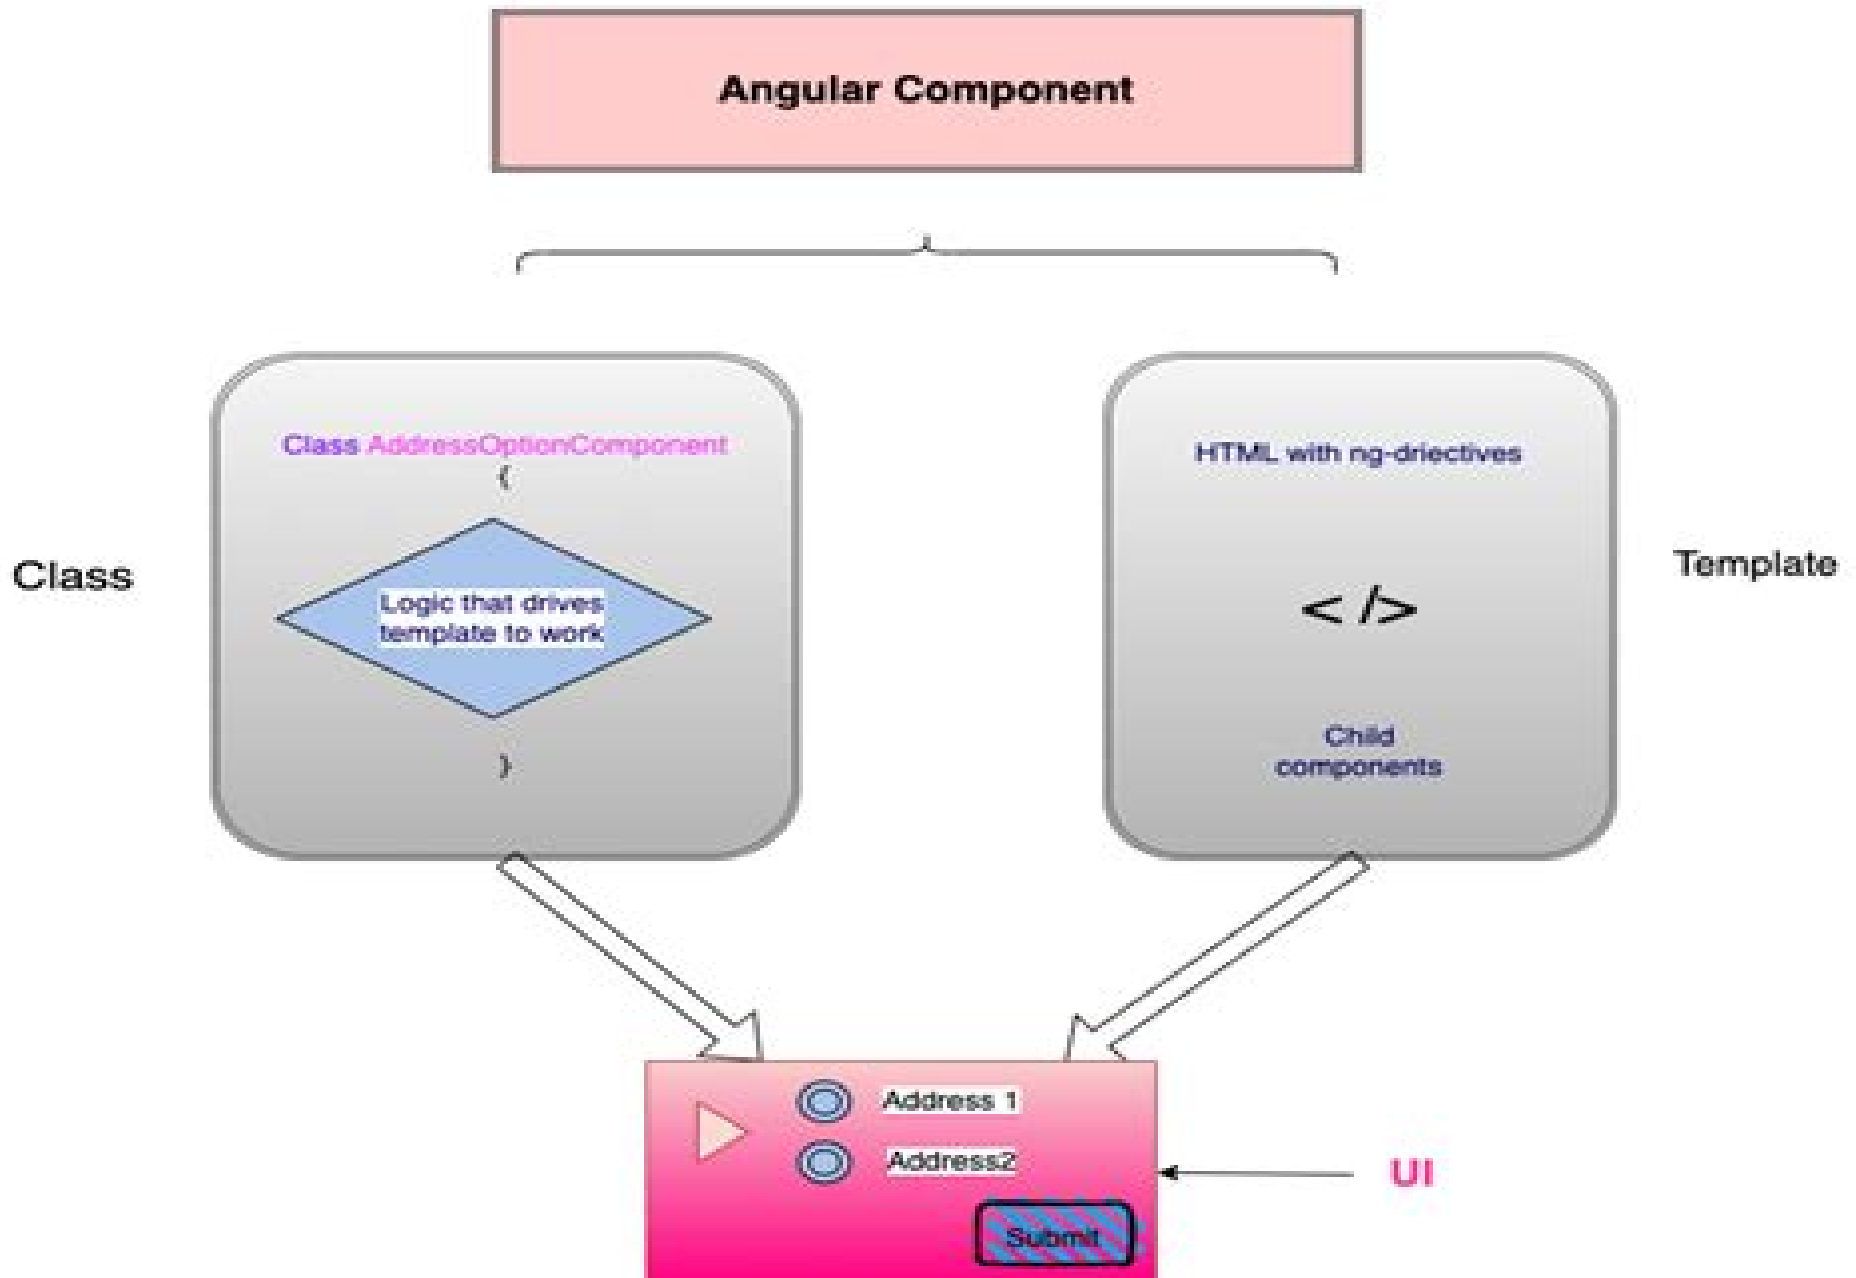 Angular Component
Class AddressOptionComponent
{
Class
Logic that drives
template to work
}
HTML with ng-driectives
< />
Template
Child
components
Address 1
Address2
Submit
UI